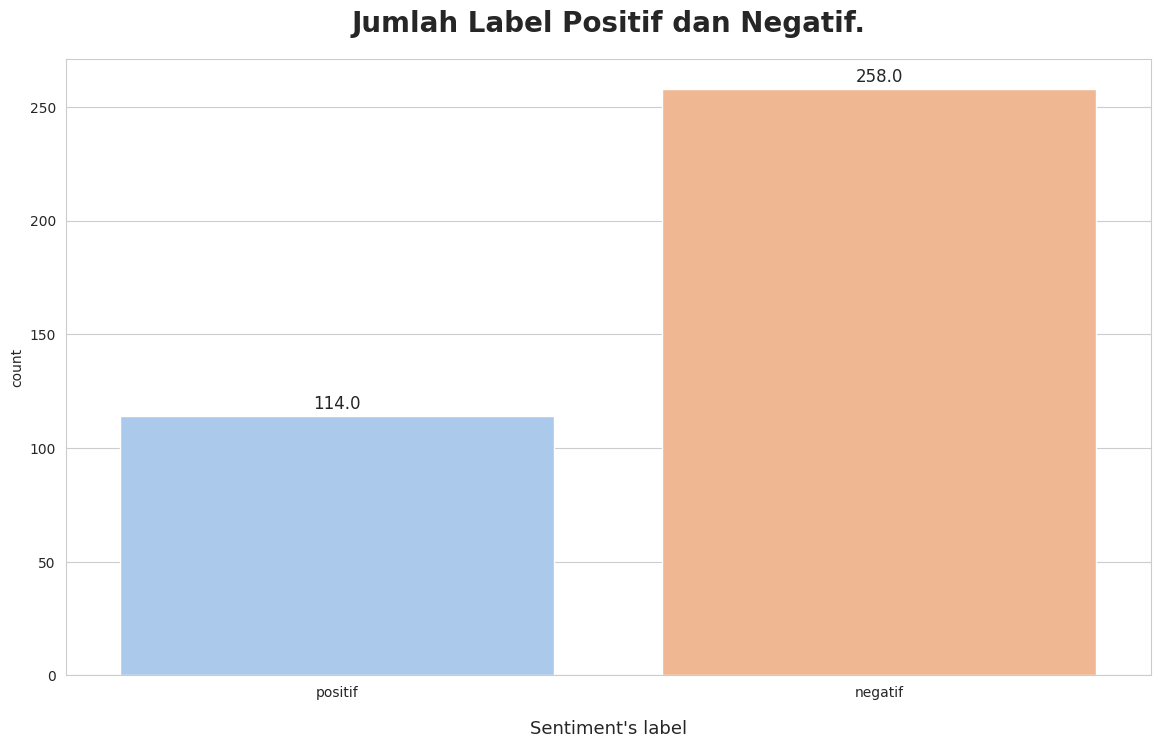 Jumlah Label Positif dan Negatif.
258.0
250
200
150
count
114.0
100
50
0
positif
negatif
Sentiment's label